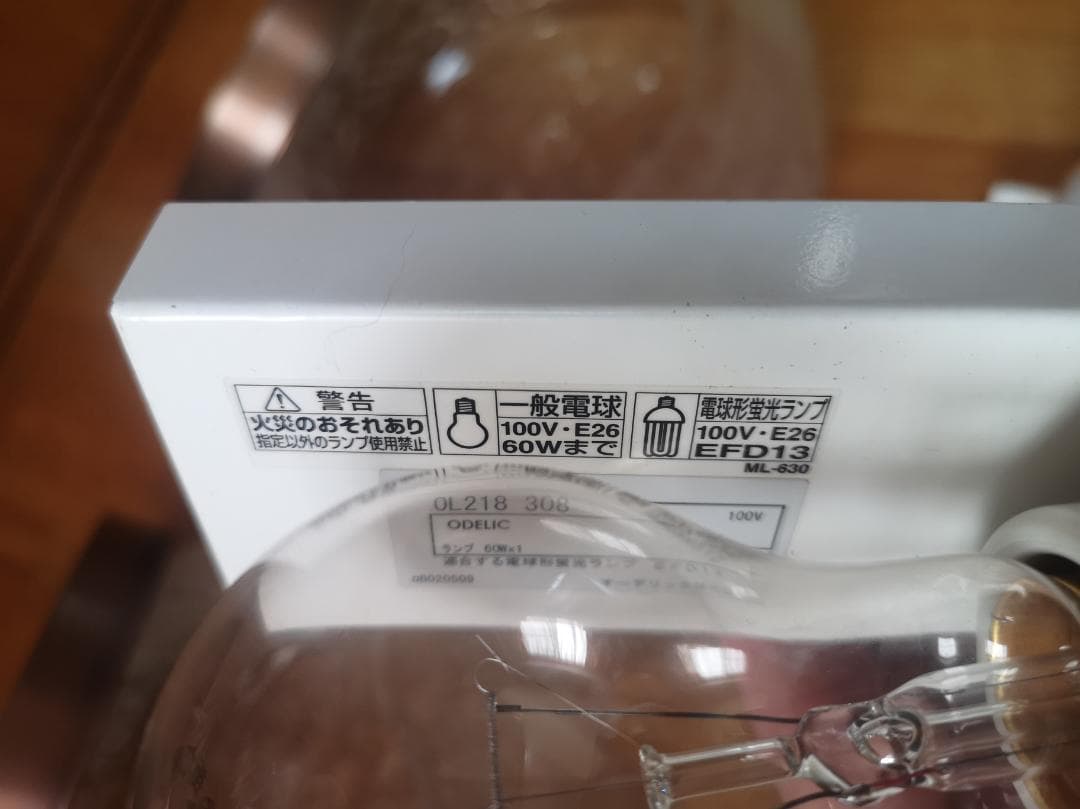 警告
火災のおそれあり
指定以外のランプ使用禁止
一般電球
100V・E26
60Wまで
電球形蛍光ランプ
100V・E26
EFD13
ML-630
OL218 308
100V
ODELIC
ランプ 60W×1